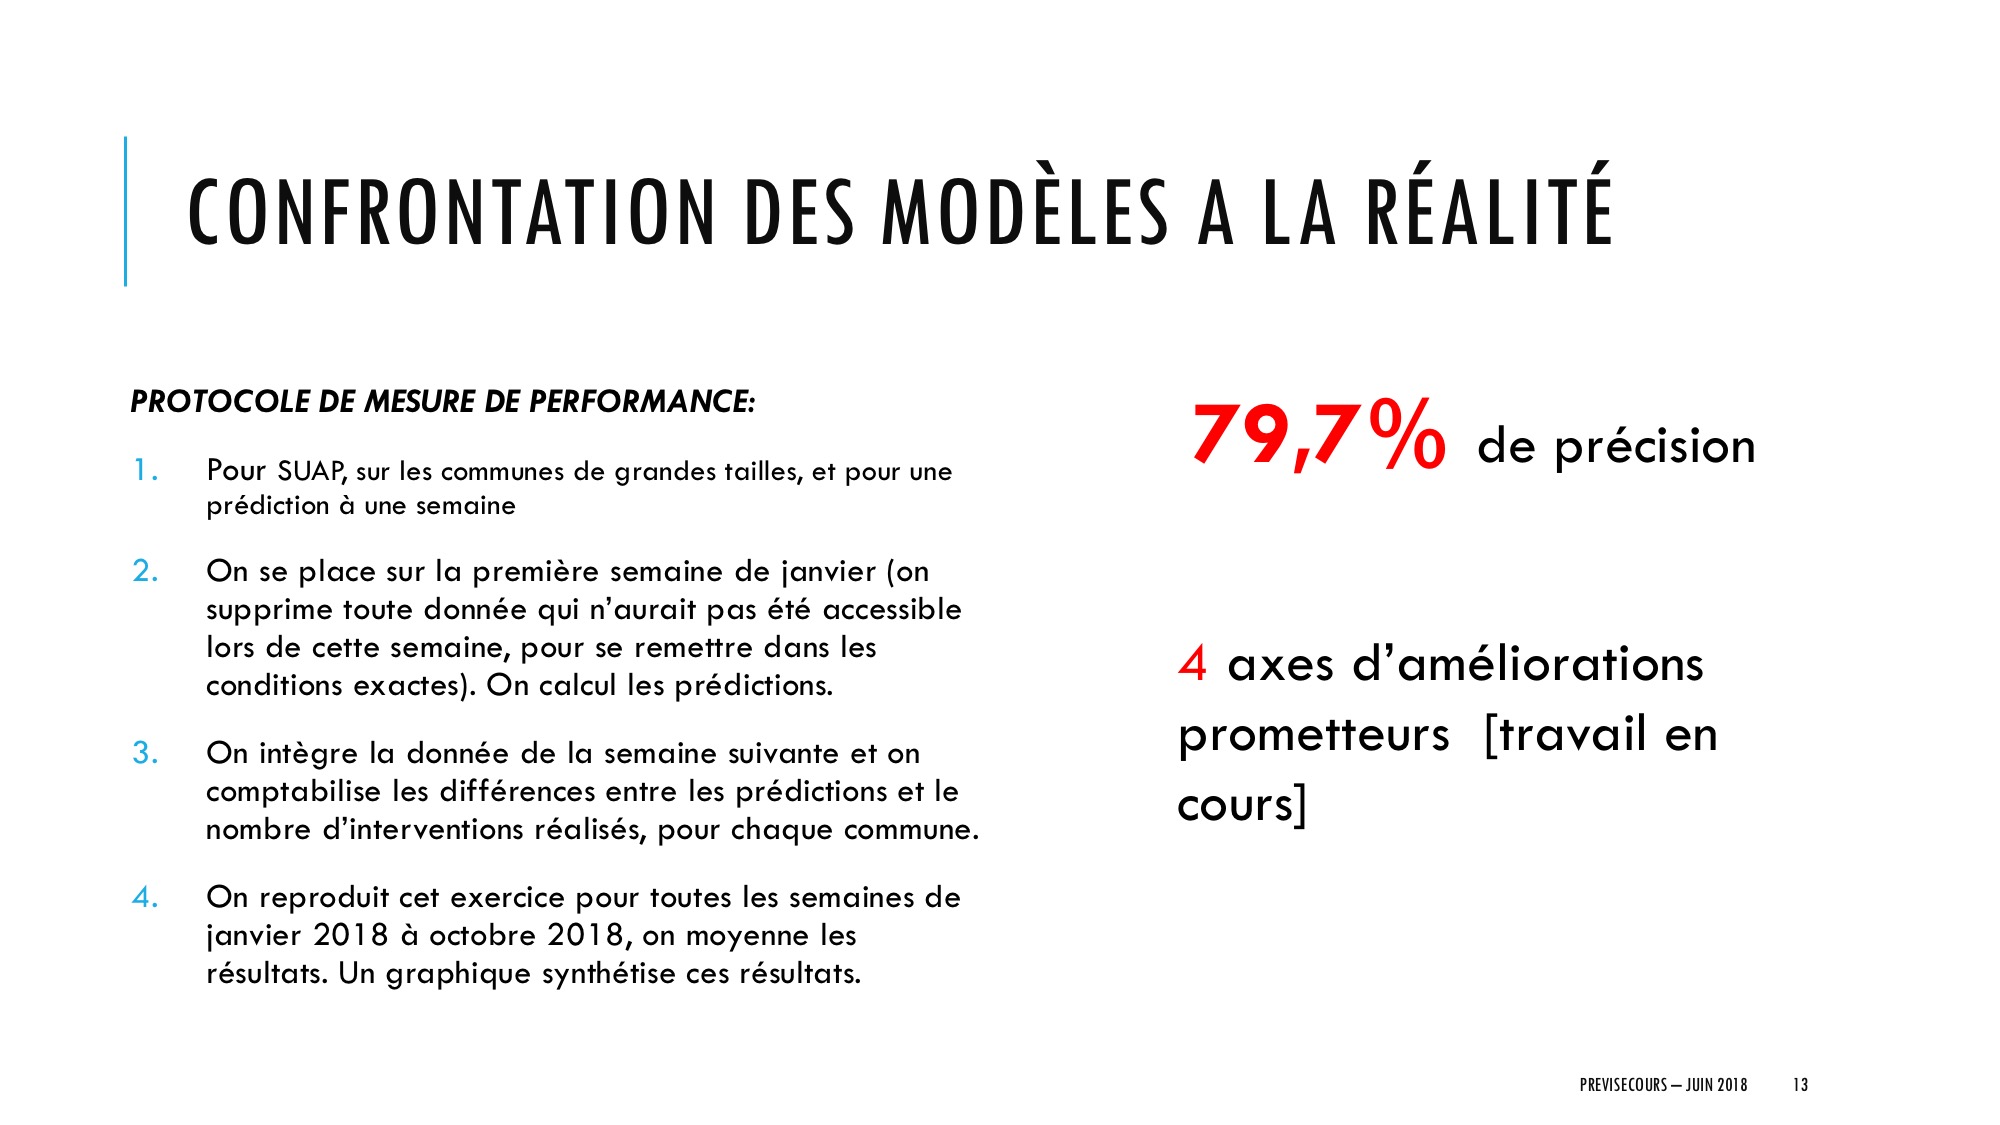 CONFRONTATION DES MODÈLES A LA RÉALITÉ
PROTOCOLE DE MESURE DE PERFORMANCE:
1. Pour SUAP, sur les communes de grandes tailles, et pour une
prédiction à une semaine
2. On se place sur la première semaine de janvier (on
supprime toute donnée qui n’aurait pas été accessible
lors de cette semaine, pour se remettre dans les
conditions exactes). On calcul les prédictions.
3. On intègre la donnée de la semaine suivante et on
comptabilise les différences entre les prédictions et le
nombre d’interventions réalisés, pour chaque commune.
4. On reproduit cet exercice pour toutes les semaines de
janvier 2018 à octobre 2018, on moyenne les
résultats. Un graphique synthétise ces résultats.
79,7% de précision
4 axes d’améliorations
prometteurs [travail en
cours]
PREVISECOURS – JUIN 2018 13